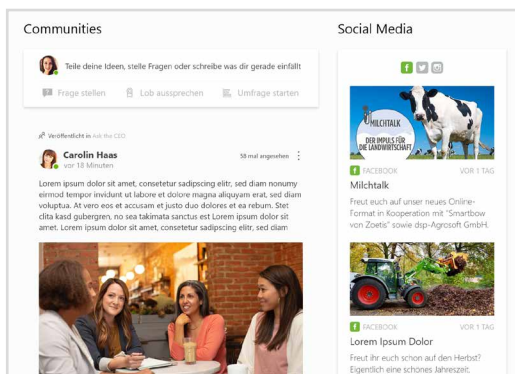 Communities
Teile deine Ideen, stelle Fragen oder schreibe was dir gerade einfällt
Frage stellen
Lob aussprechen
Umfrage starten
Veröffentlicht in Ask the CEO
Carolin Haas
vor 18 Minuten
58 mal angesehen
Lorem ipsum dolor sit amet, consetetur sadipscing elitr, sed diam nonumy
eirmod tempor invidunt ut labore et dolore magna aliquyam erat, sed diam
voluptua. At vero eos et accusam et justo duo dolores et ea rebum. Stet
clita kasd gubergren, no sea takimata sanctus est Lorem ipsum dolor sit
amet. Lorem ipsum dolor sit amet, consetetur sadipscing elitr, sed diam
Social Media
MILCHTALK
DER IMPULS FÜR
DIE LANDWIRTSCHAFT
FACEBOOK
VOR 1 TAG
Milchtalk
Freut euch auf unser neues Online-
Format in Kooperation mit "Smartbow
von Zoetis" sowie dsp-Agrosoft GmbH.
FACEBOOK
VOR 1 TAG
Lorem Ipsum Dolor
Freut ihr euch schon auf den Herbst?
Eigentlich eine schönes Jahreszeit,